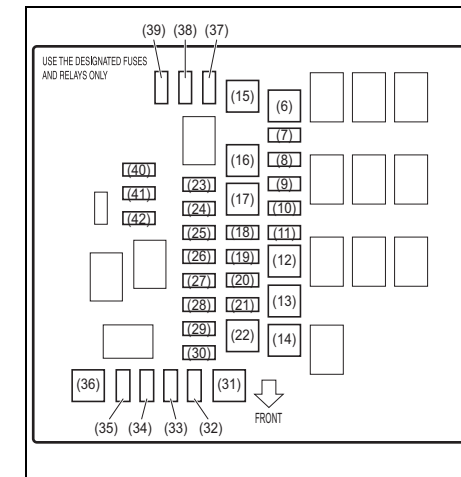 (39) (38) (37)
USE THE DESIGNATED FUSES
AND RELAYS ONLY
(15)
(6)
(7)
(16)
(8)
(40)
(23)
(9)
(41)
(17)
(24)
(10)
(42)
(25) (18) (11)
(26) (19) (12)
(27) (20)
(28) (21) (13)
(29) (22) (14)
(30)
(36) (31)
(35) (34) (33) (32)
FRONT